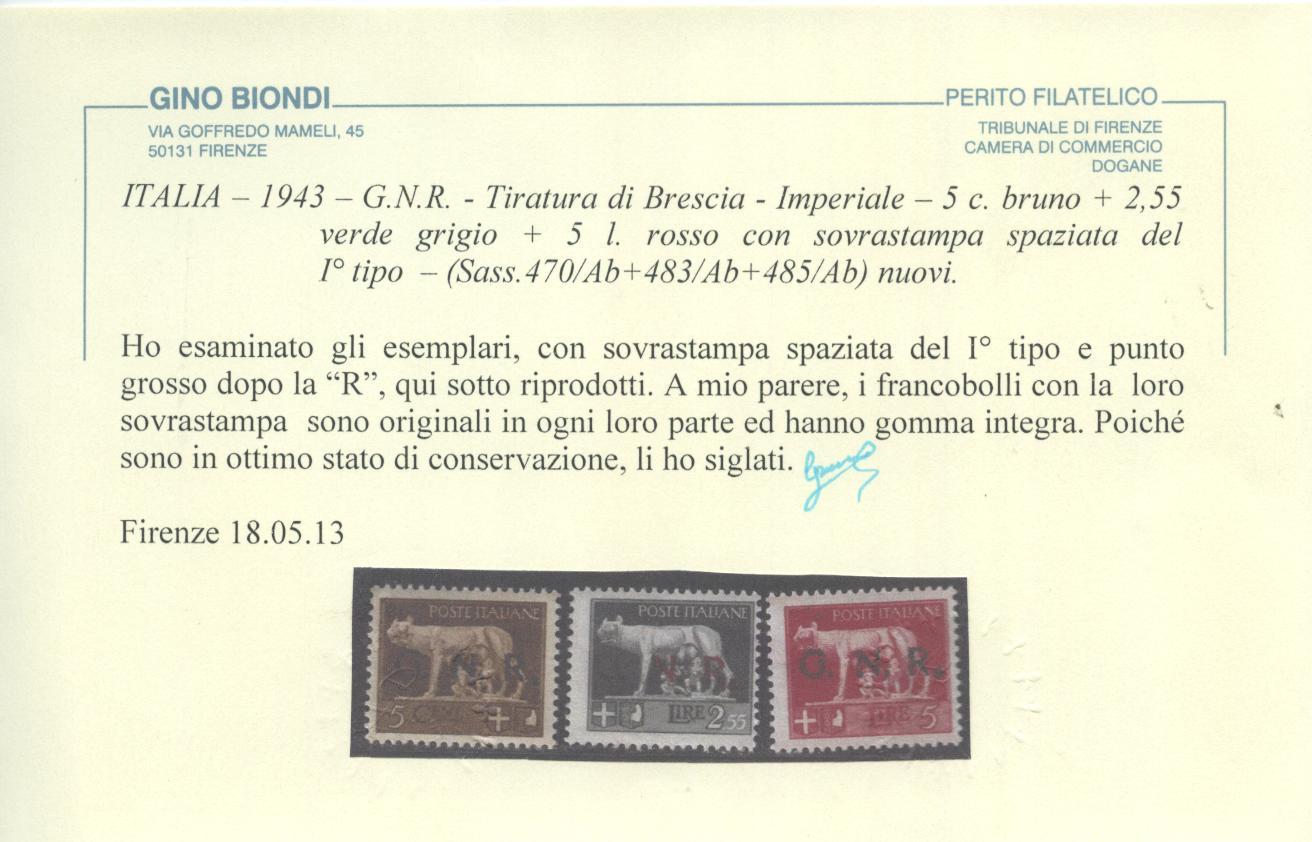 GINO BIONDI
PERITO FILATELICO
VIA GOFFREDO MAMELI, 45
50131 FIRENZE
TRIBUNALE DI FIRENZE
CAMERA DI COMMERCIO
DOGANE
ITALIA – 1943 – G.N.R. - Tiratura di Brescia - Imperiale – 5 c. bruno + 2,55
verde grigio + 5 l. rosso con sovrastampa spaziata del
I° tipo – (Sass.470/Ab+483/Ab+485/Ab) nuovi.
Ho esaminato gli esemplari, con sovrastampa spaziata del I° tipo e punto
grosso dopo la “R”, qui sotto riprodotti. A mio parere, i francobolli con la loro
sovrastampa sono originali in ogni loro parte ed hanno gomma integra. Poiché
sono in ottimo stato di conservazione, li ho siglati.
Firenze 18.05.13
POSTE ITALIANE
G. N. R.
5 CENT.
POSTE ITALIANE
N. R.
LIRE 2,55
POSTE ITALIANE
G. N. R.
LIRE 5